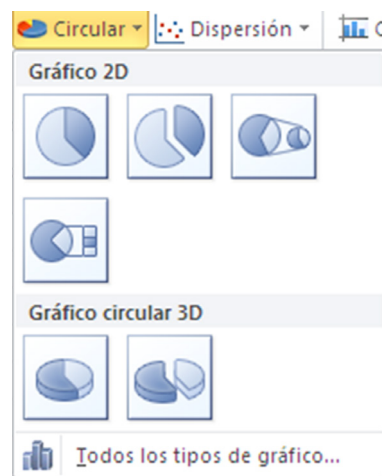 Circular Dispersión
Gráfico 2D
Gráfico circular 3D
Todos los tipos de gráfico...